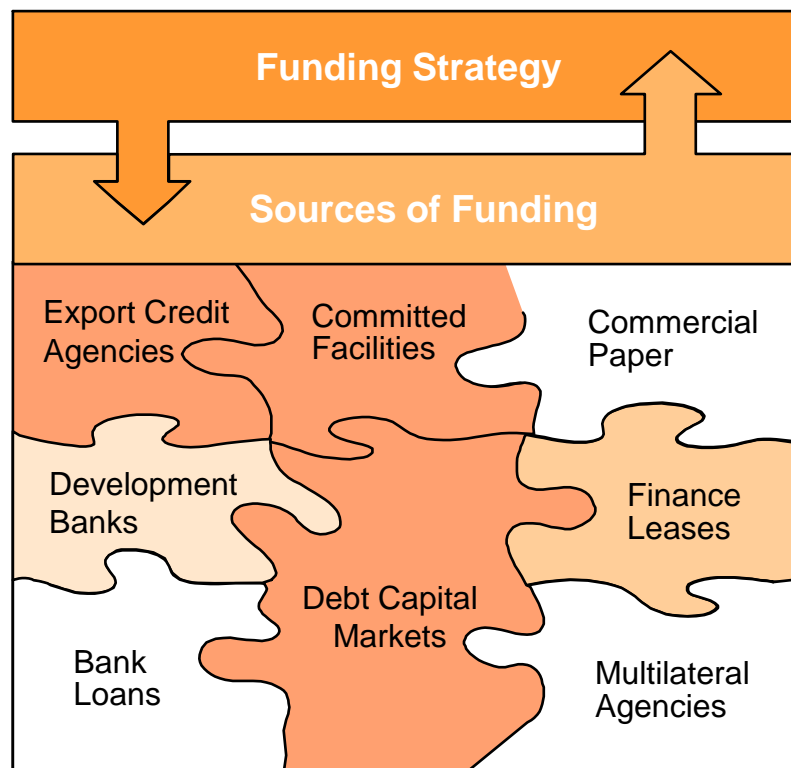 Funding Strategy
Sources of Funding
Export Credit
Agencies
Committed
Facilities
Commercial
Paper
Development
Banks
Finance
Leases
Debt Capital
Markets
Bank
Loans
Multilateral
Agencies